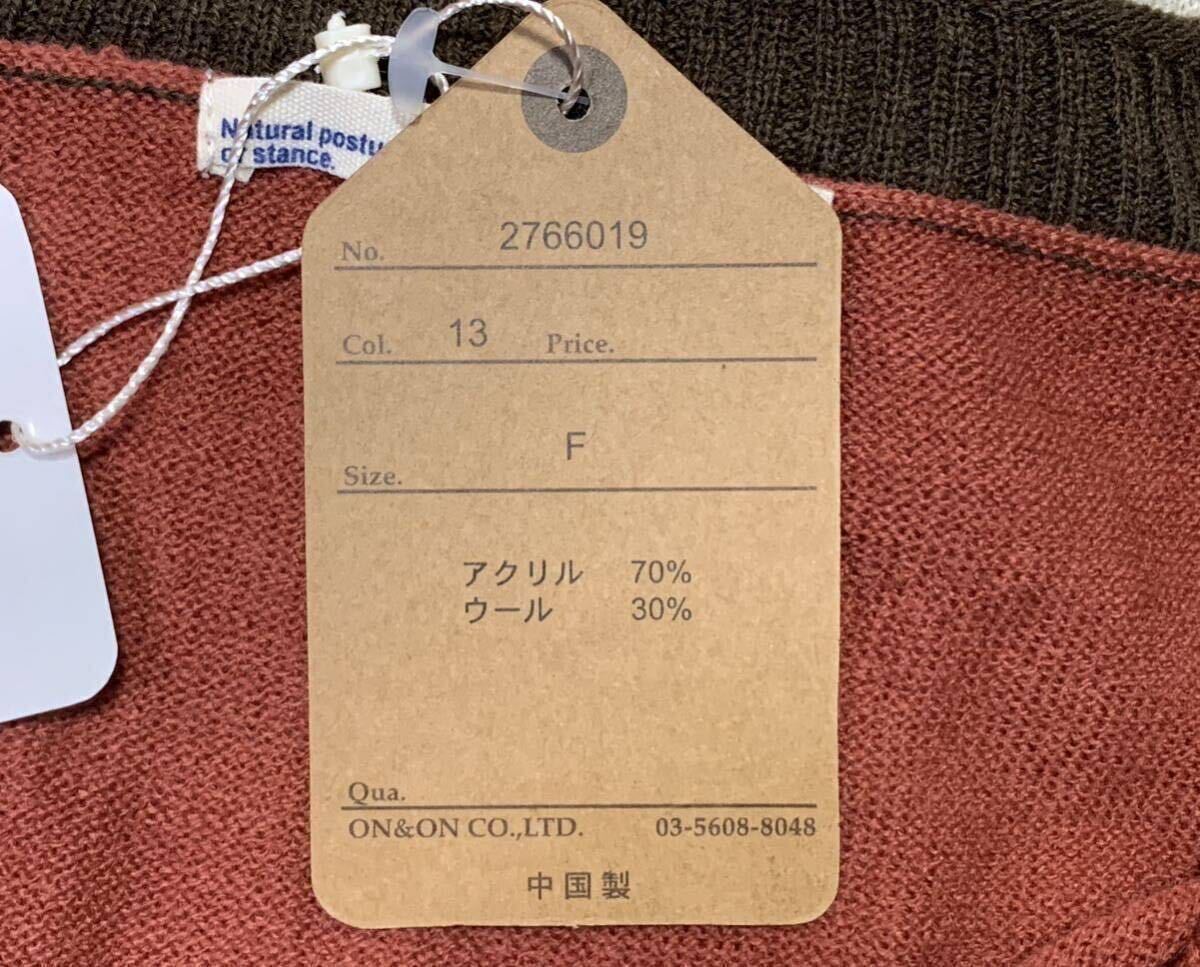 Natural postu
of stance.
No. 2766019
Col. 13 Price.
F
Size.
アクリル 70%
ウール 30%
Qua.
ON&ON CO.,LTD. 03-5608-8048
中国製